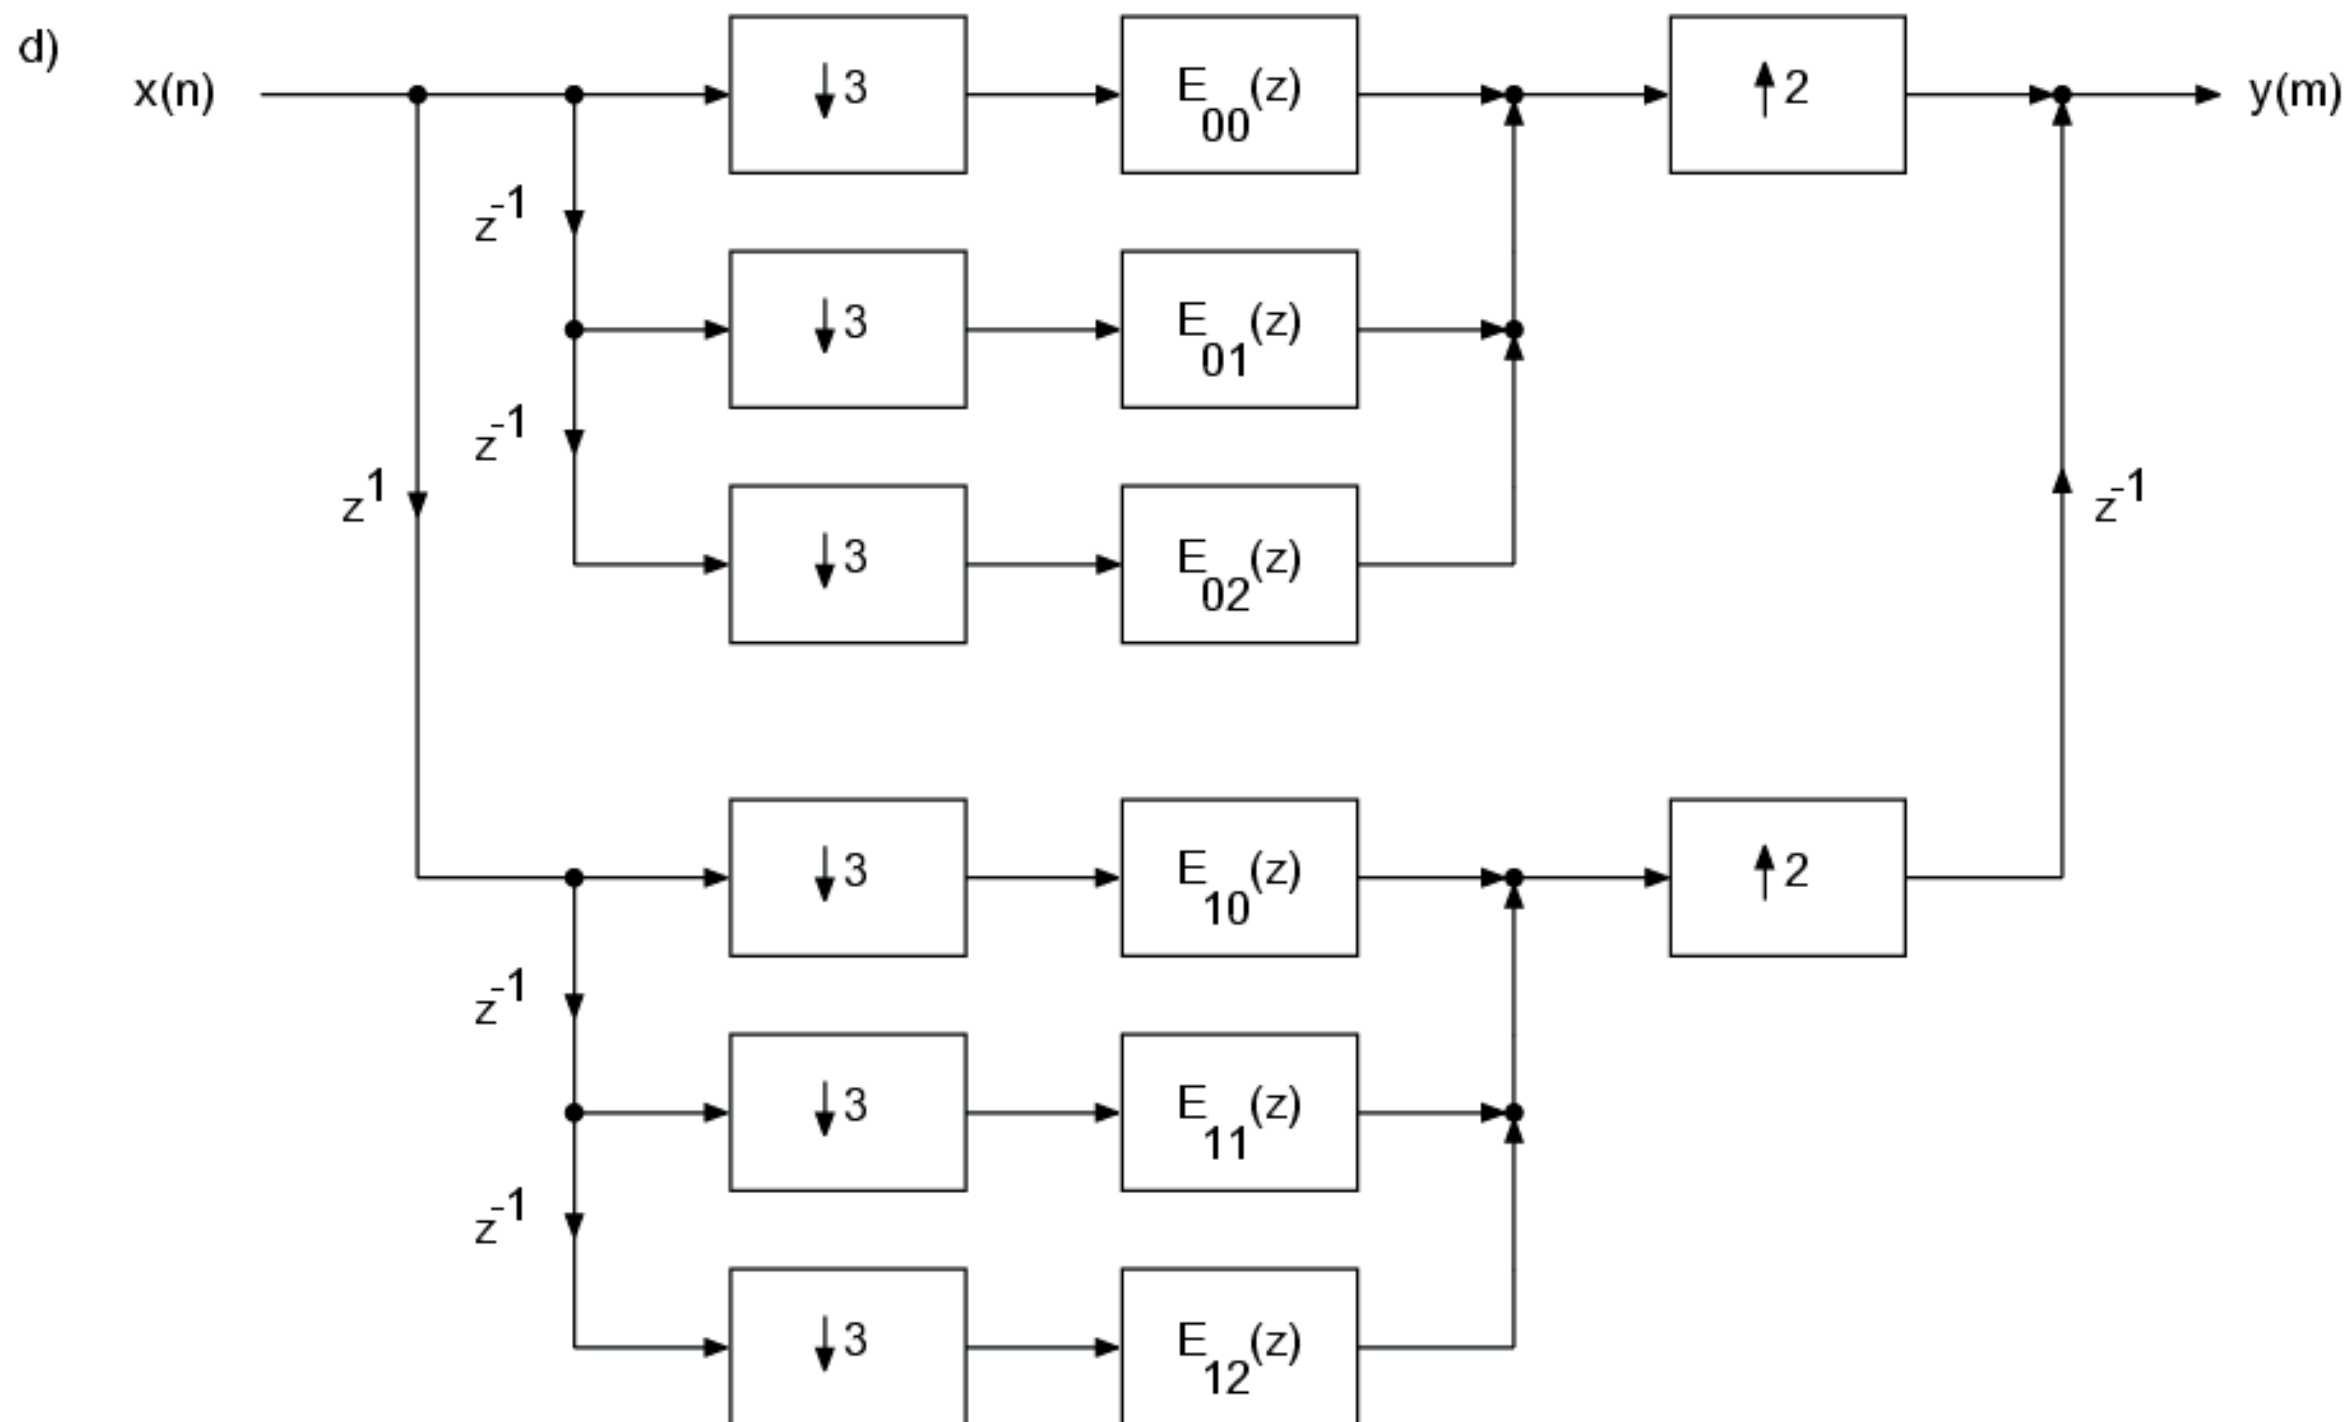 d)
x(n) ↓3 E00(z) ↑2 y(m)
z^-1
↓3 E01(z)
z^-1
z^1 z^-1
↓3 E02(z)
↓3 E10(z) ↑2
z^-1
↓3 E11(z)
z^-1
↓3 E12(z)